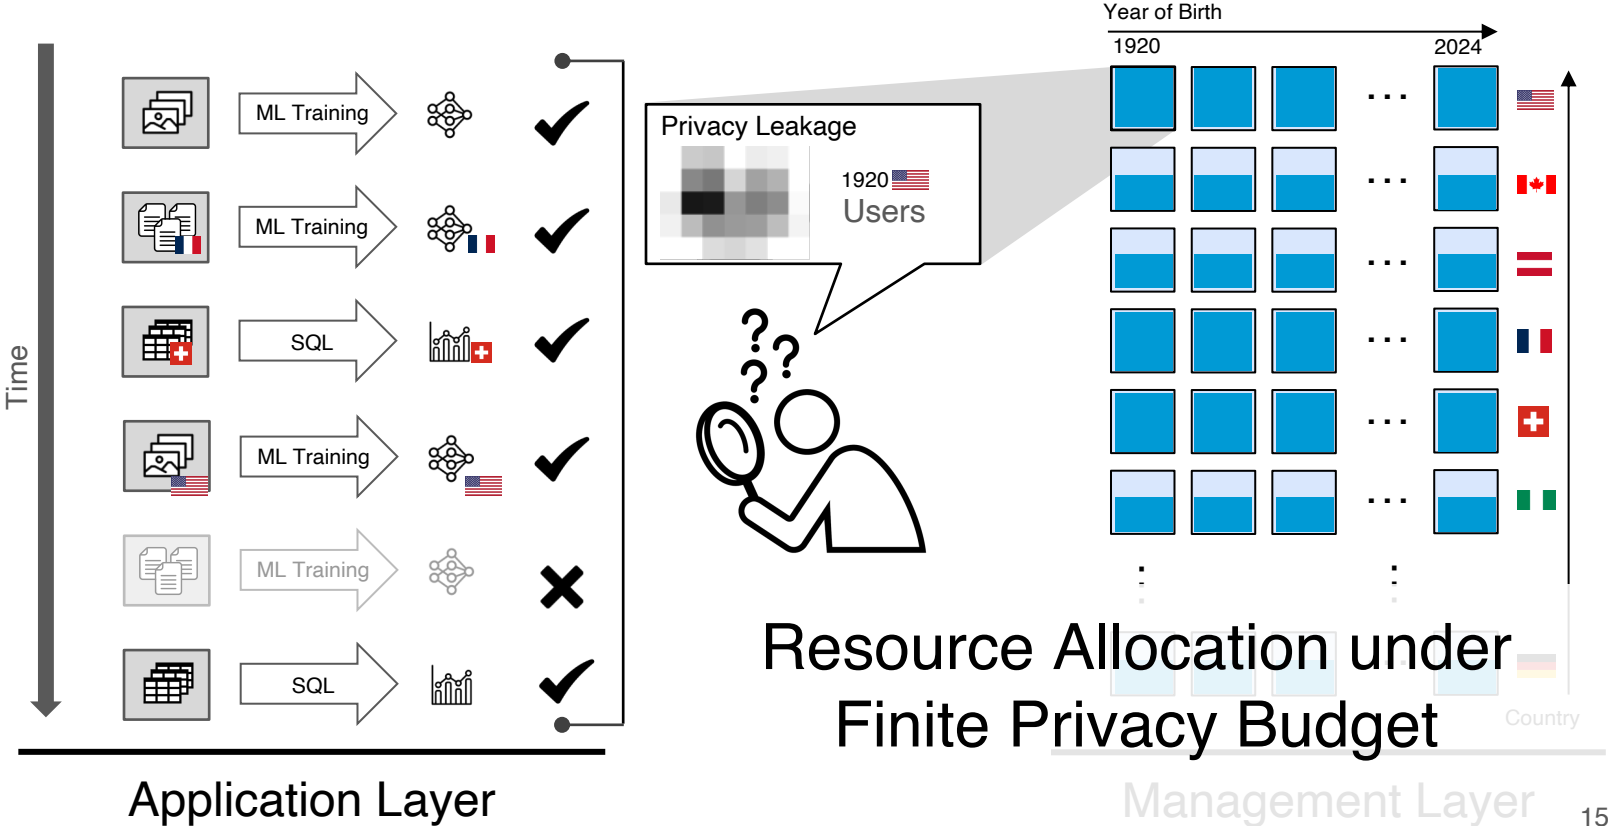 Time
ML Training
ML Training
SQL
ML Training
ML Training
SQL
Application Layer
Privacy Leakage
1920
Users
? ? ?
Year of Birth
1920
2024
...
...
...
...
...
...
Resource Allocation under
Finite Privacy Budget
Country
Management Layer
15